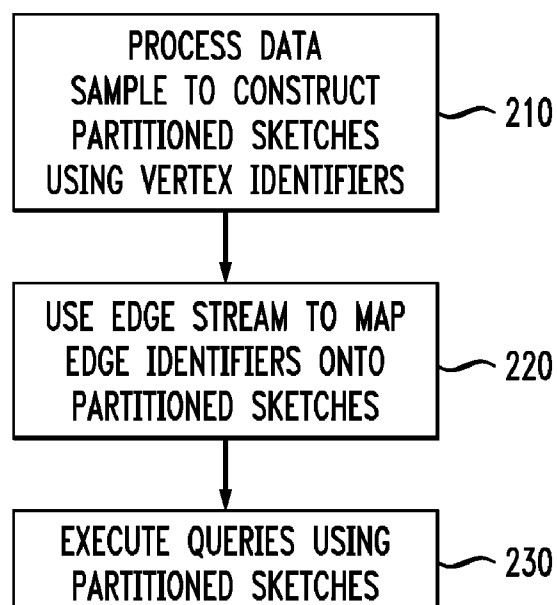 PROCESS DATA
SAMPLE TO CONSTRUCT
PARTITIONED SKETCHES
USING VERTEX IDENTIFIERS
210
USE EDGE STREAM TO MAP
EDGE IDENTIFIERS ONTO
PARTITIONED SKETCHES
220
EXECUTE QUERIES USING
PARTITIONED SKETCHES
230